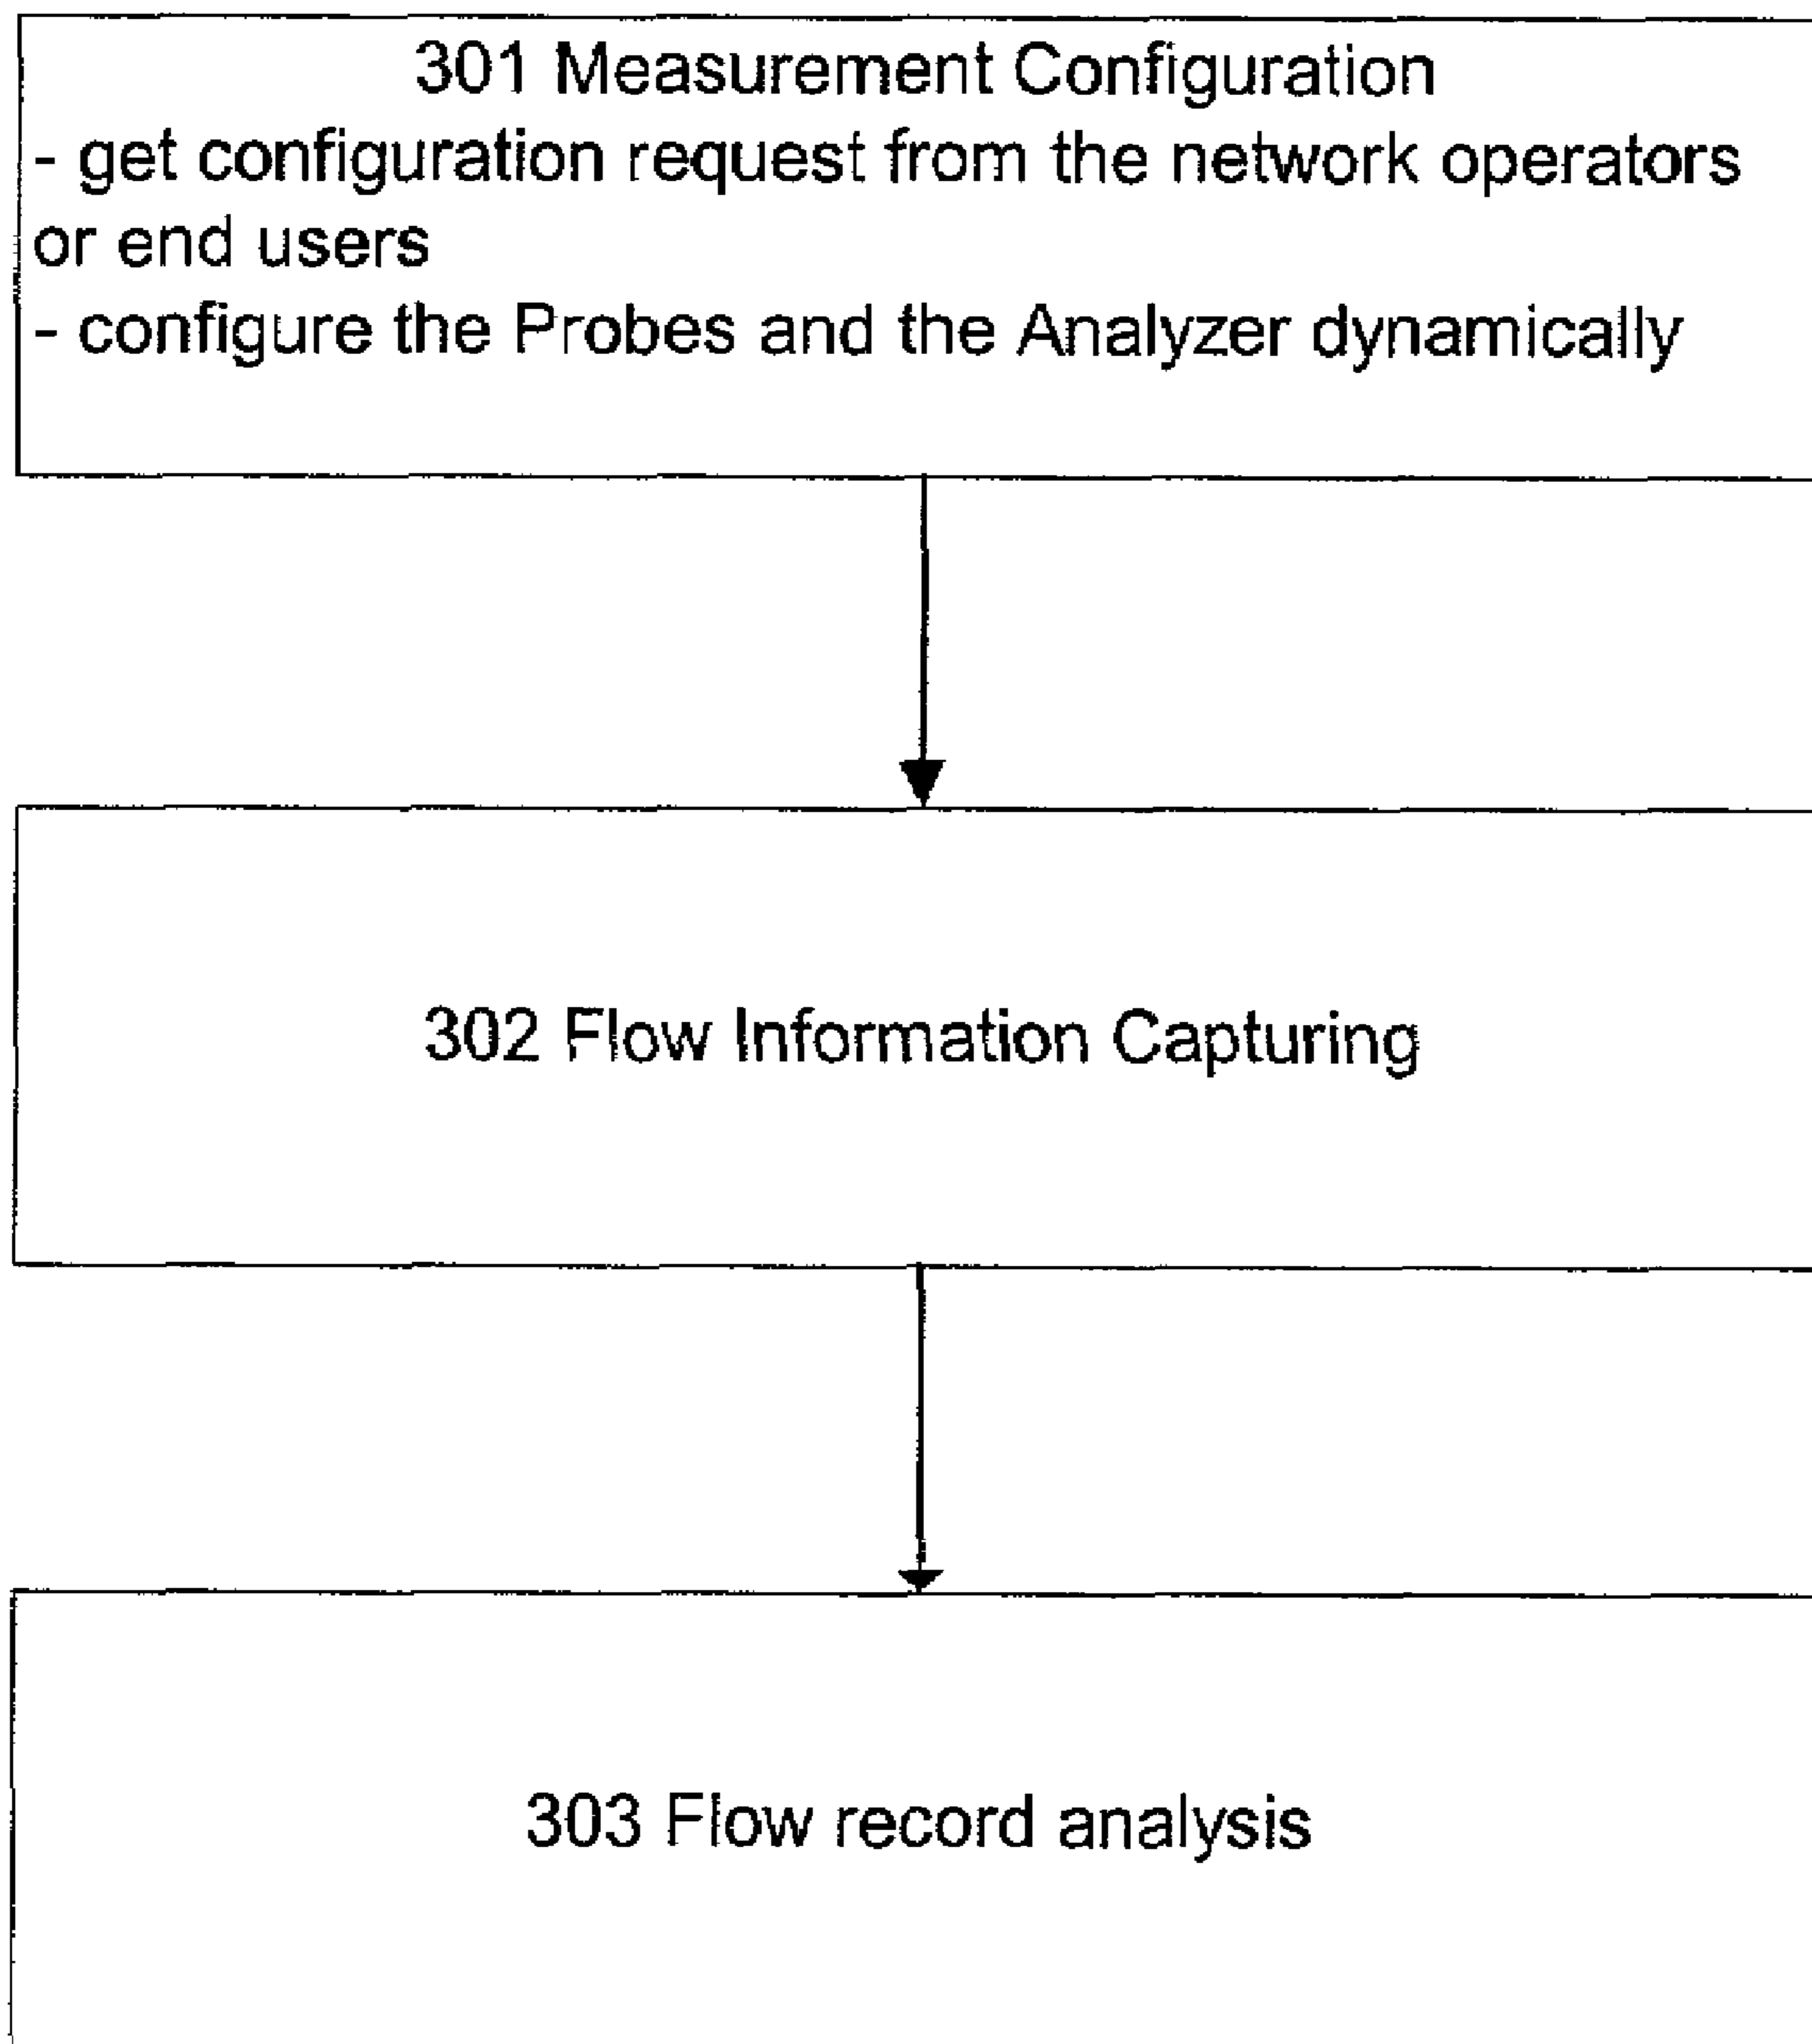 301 Measurement Configuration
- get configuration request from the network operators
or end users
- configure the Probes and the Analyzer dynamically
302 Flow Information Capturing
303 Flow record analysis